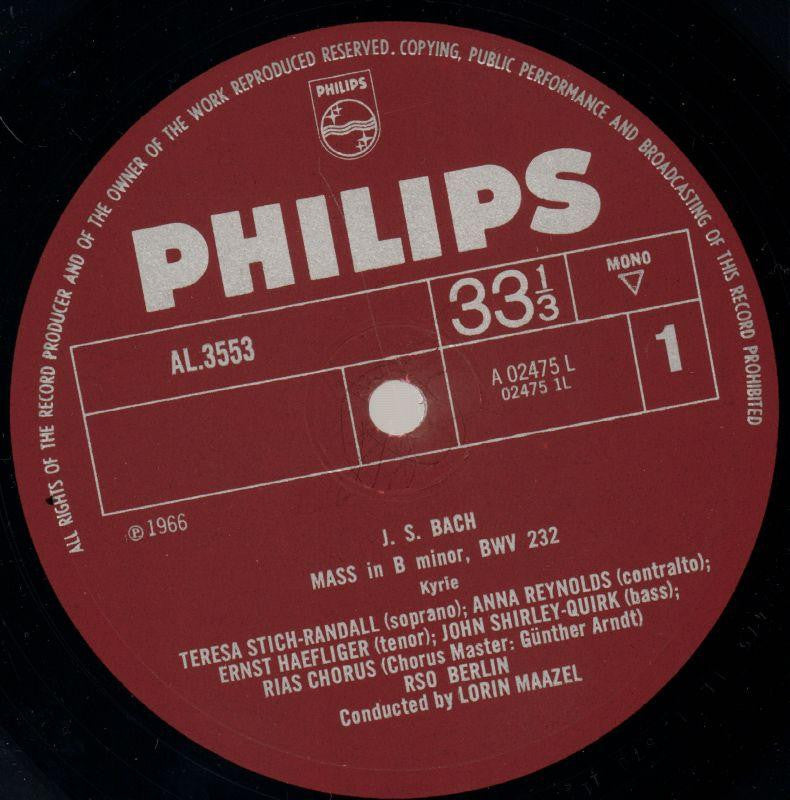 ALL RIGHTS OF THE RECORD PRODUCER AND OF THE OWNER OF THE WORK REPRODUCED RESERVED. COPYING, PUBLIC PERFORMANCE AND BROADCASTING OF THIS RECORD PROHIBITED
PHILIPS
PHILIPS
AL.3553
33 1/3
MONO
A 02475 L
02475 1L
1
℗ 1966
J. S. BACH
MASS in B minor, BWV 232
Kyrie
TERESA STICH-RANDALL (soprano); ANNA REYNOLDS (contralto);
ERNST HAEFLIGER (tenor); JOHN SHIRLEY-QUIRK (bass);
RIAS CHORUS (Chorus Master: Günther Arndt)
RSO BERLIN
Conducted by LORIN MAAZEL